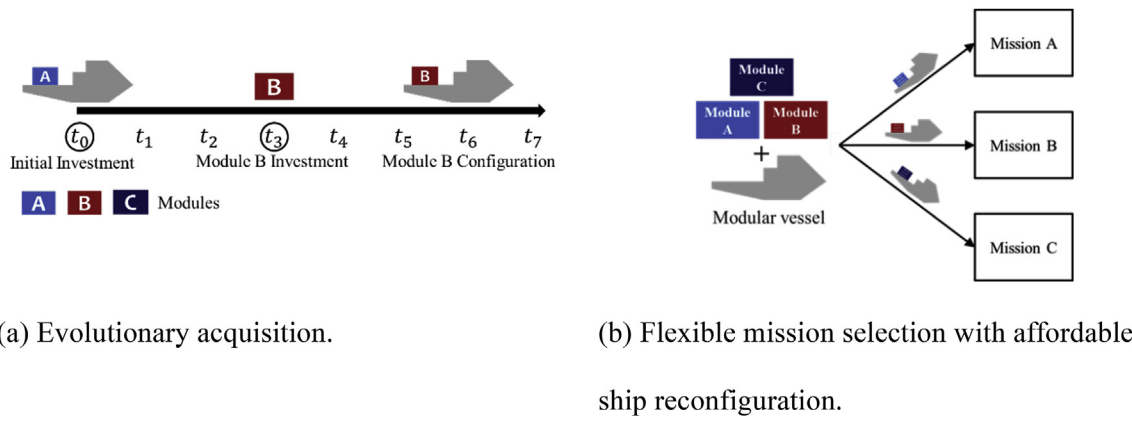 A
B
B
t0 t1 t2 t3 t4 t5 t6 t7
Initial Investment Module B Investment Module B Configuration
A B C Modules
(a) Evolutionary acquisition.
Module
C
Module
A
Module
B
+
Modular vessel
Mission A
Mission B
Mission C
(b) Flexible mission selection with affordable
ship reconfiguration.